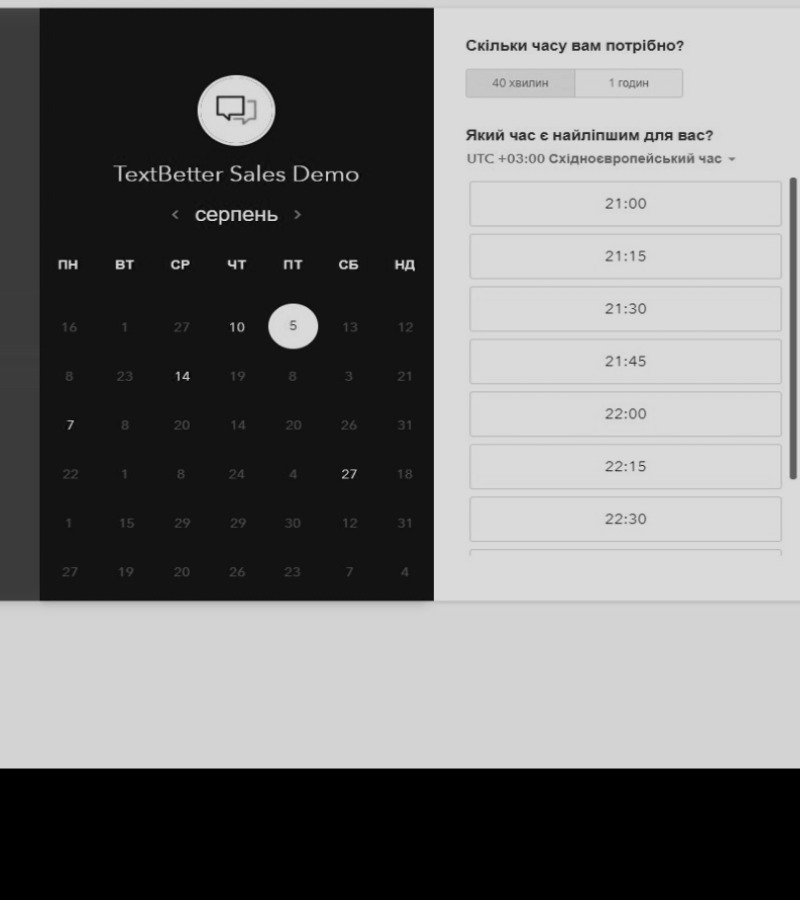 TextBetter Sales Demo
< серпень >
ПН ВТ СР ЧТ ПТ СБ НД
16 1 27 10 5 13 12
8 23 14 19 8 3 21
7 8 20 14 20 26 31
22 1 8 24 4 27 18
1 15 29 29 30 12 31
27 19 20 26 23 7 4
Скільки часу вам потрібно?
40 хвилин 1 годин
Який час є найліпшим для вас?
UTC +03:00 Східноєвропейський час
21:00
21:15
21:30
21:45
22:00
22:15
22:30